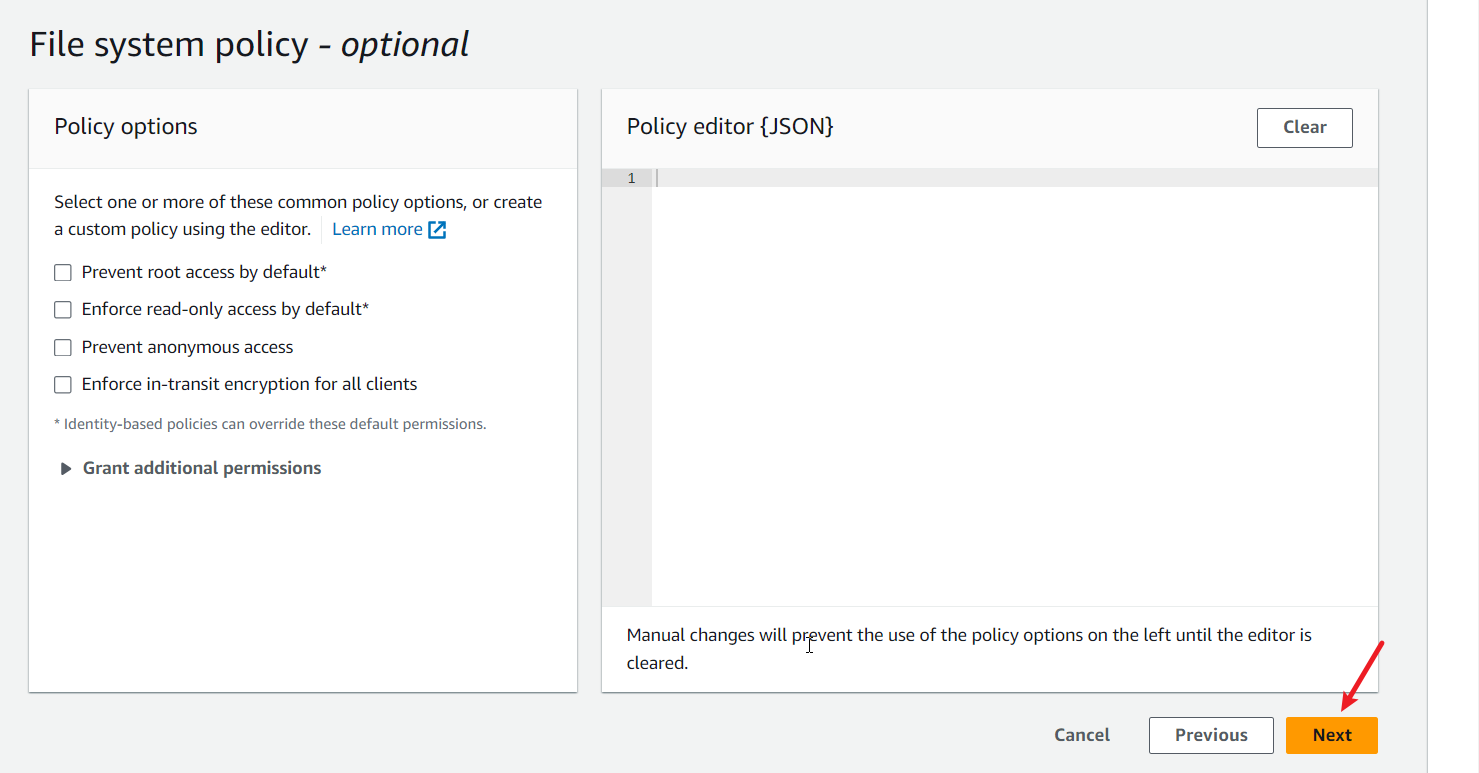 File system policy - optional
Policy options
Select one or more of these common policy options, or create
a custom policy using the editor. Learn more
Prevent root access by default*
Enforce read-only access by default*
Prevent anonymous access
Enforce in-transit encryption for all clients
* Identity-based policies can override these default permissions.
Grant additional permissions
Policy editor {JSON}
Clear
1
Manual changes will prevent the use of the policy options on the left until the editor is
cleared.
Cancel
Previous
Next